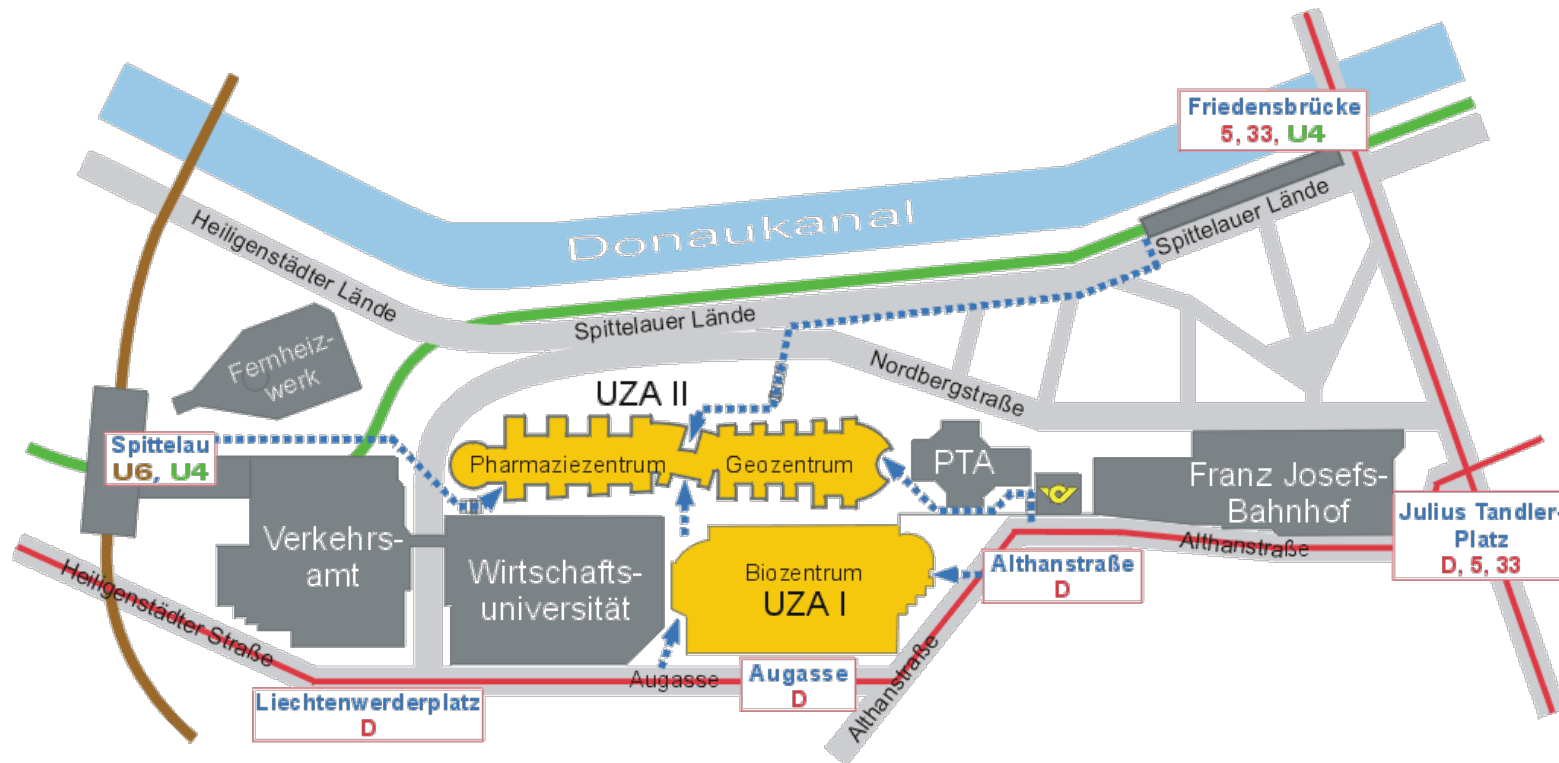 Friedensbrücke
5, 33, U4
Donaukanal
Heiligenstädter Lände
Spittelauer Lände
Spittelauer Lände
Nordbergstraße
Fernheiz-
werk
UZA II
Spittelau
U6, U4
Pharmaziezentrum
Geozentrum
PTA
Franz Josefs-
Bahnhof
Julius Tandler-
Platz
D, 5, 33
Verkehrs-
amt
Wirtschafts-
universität
Biozentrum
UZA I
Althanstraße
D
Althanstraße
Heiligenstädter Straße
Augasse
Augasse
D
Althanstraße
Liechtenwerderplatz
D